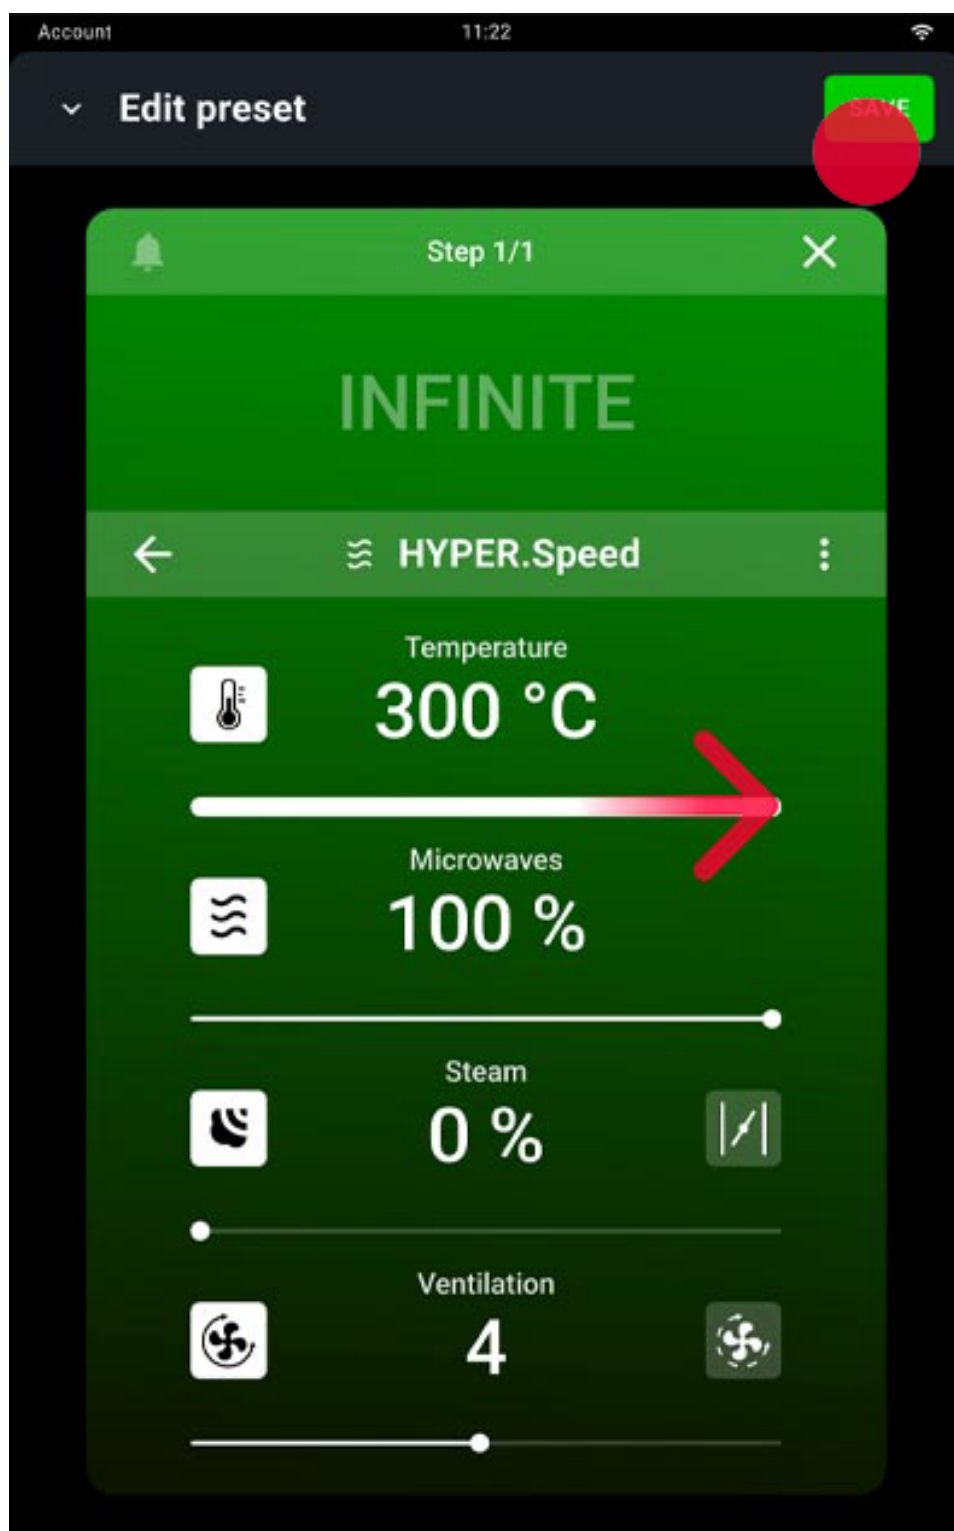 Account 11:22
Edit preset SAVE
Step 1/1
INFINITE
HYPER.Speed
Temperature
300 °C
Microwaves
100 %
Steam
0 %
Ventilation
4